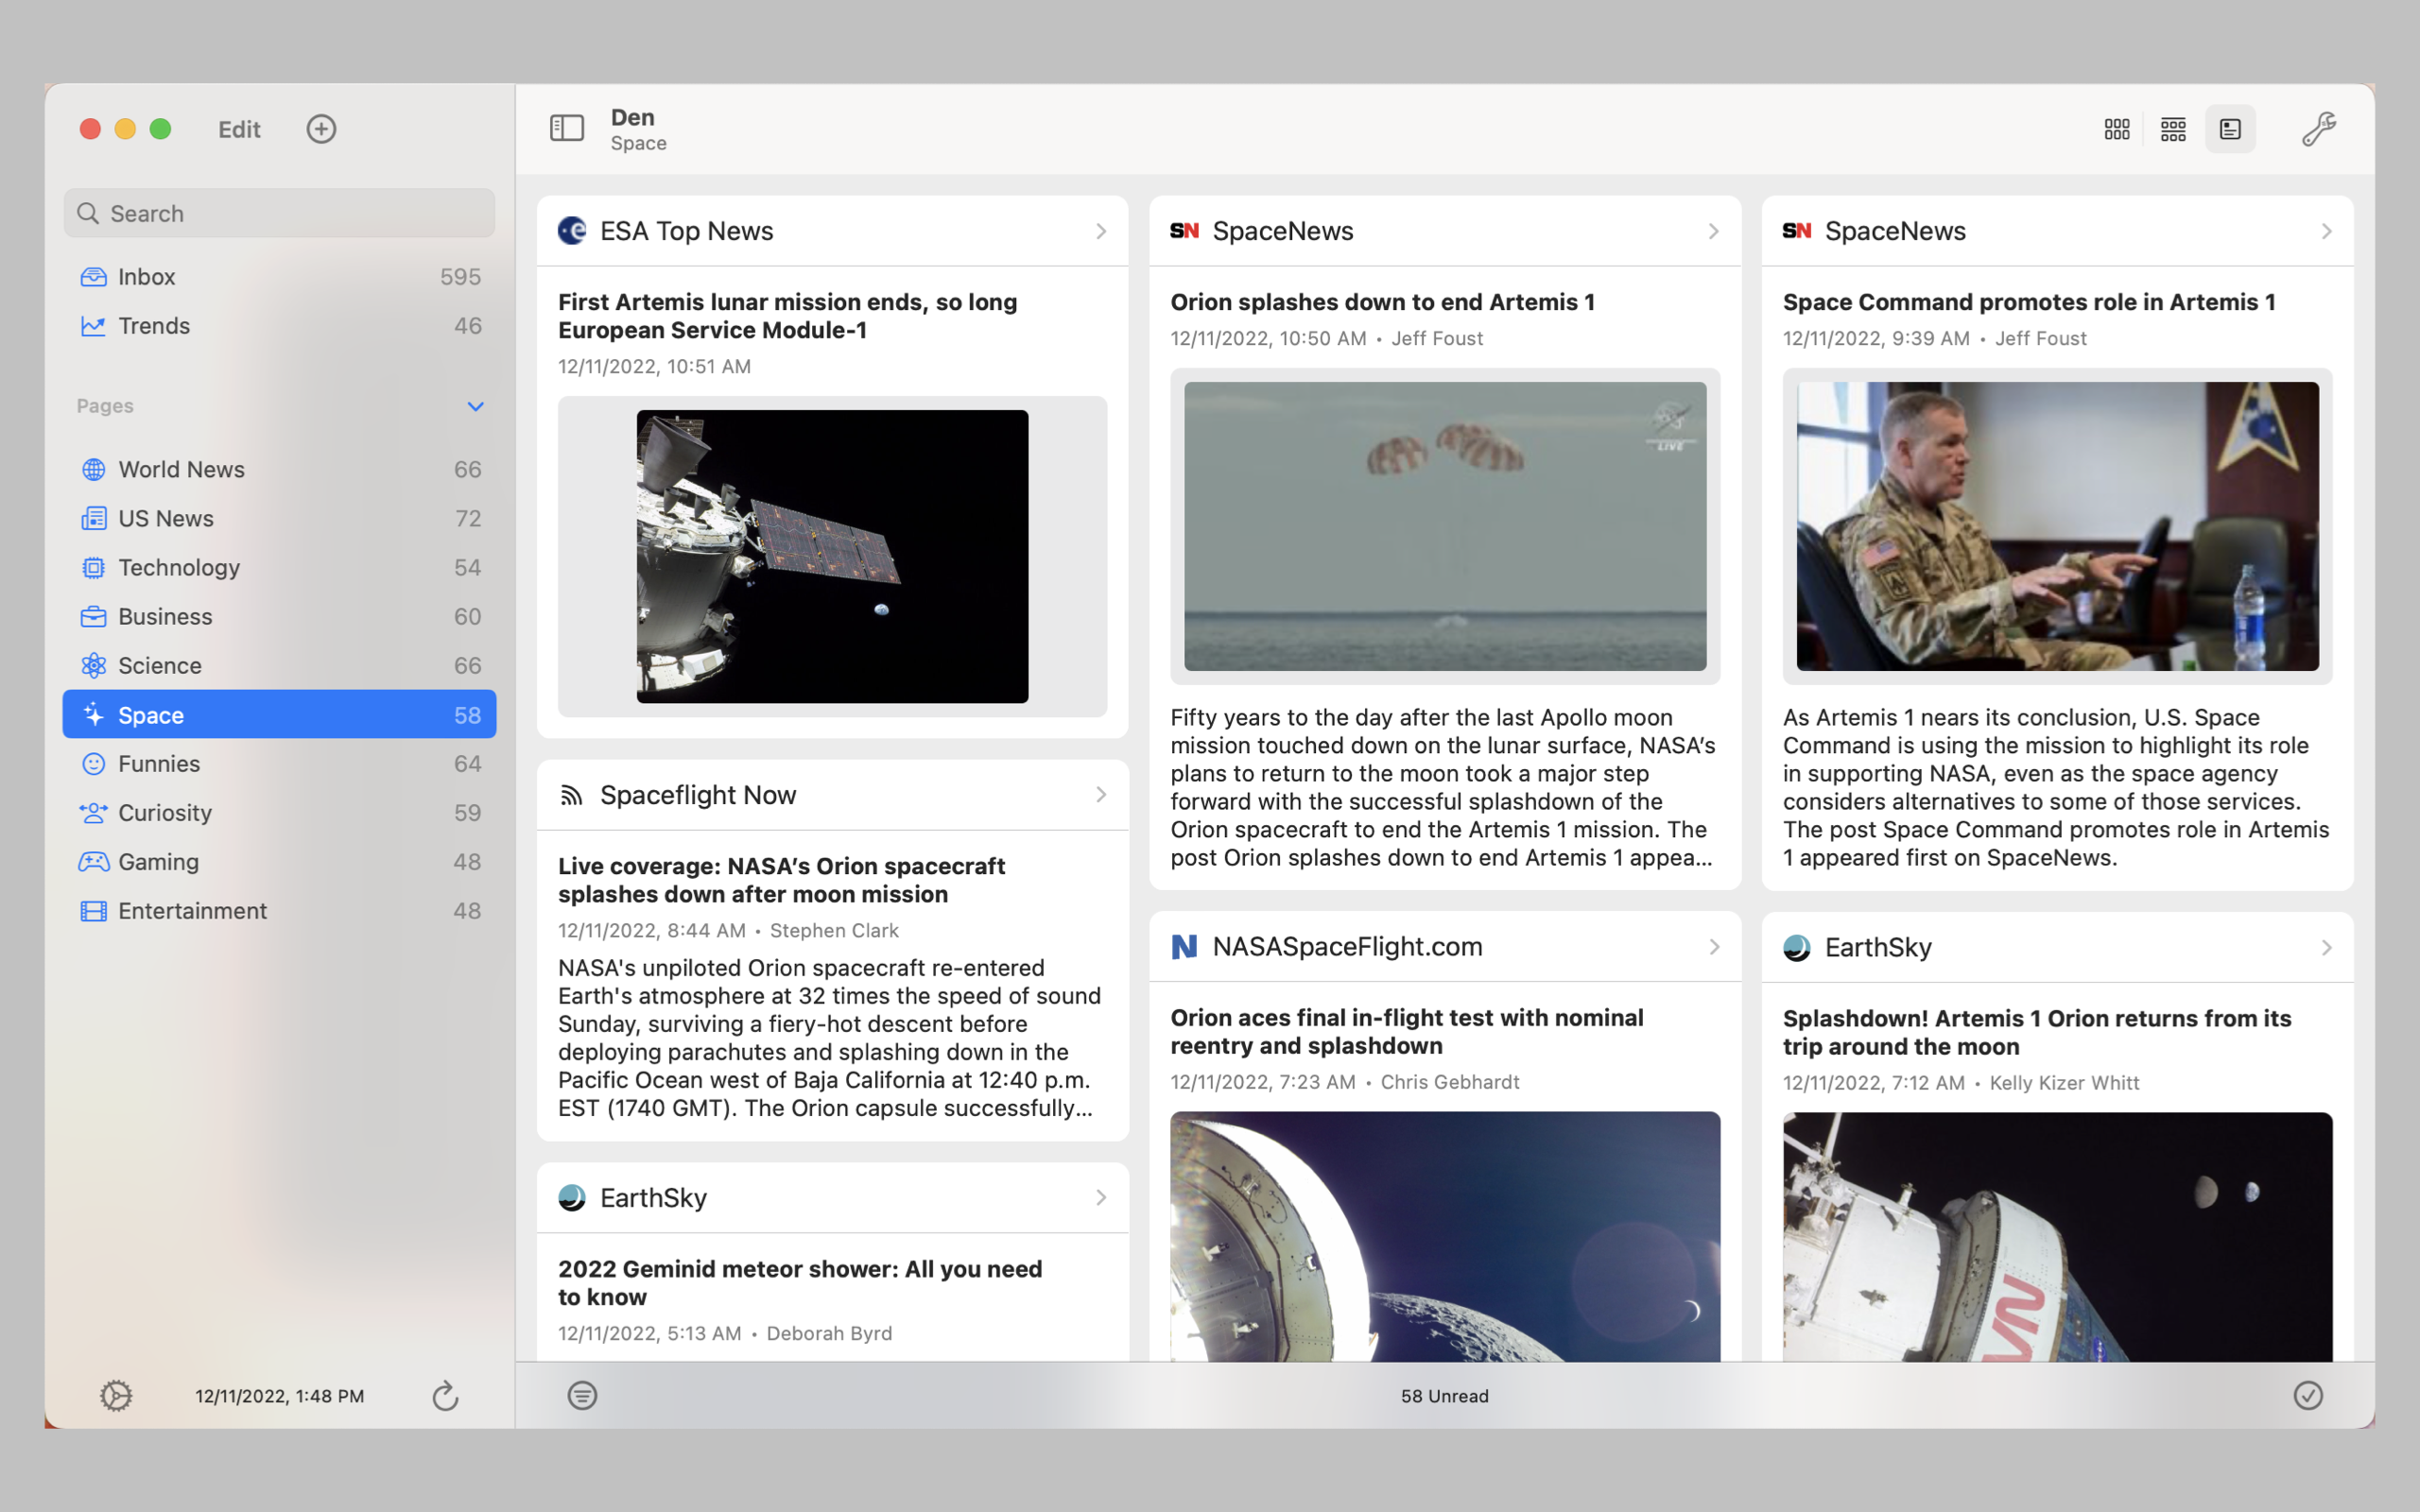 Edit
Search
Inbox 595
Trends 46
Pages
World News 66
US News 72
Technology 54
Business 60
Science 66
Space 58
Funnies 64
Curiosity 59
Gaming 48
Entertainment 48
12/11/2022, 1:48 PM
Den
Space
ESA Top News
First Artemis lunar mission ends, so long
European Service Module-1
12/11/2022, 10:51 AM
Spaceflight Now
Live coverage: NASA’s Orion spacecraft
splashes down after moon mission
12/11/2022, 8:44 AM • Stephen Clark
NASA's unpiloted Orion spacecraft re-entered
Earth's atmosphere at 32 times the speed of sound
Sunday, surviving a fiery-hot descent before
deploying parachutes and splashing down in the
Pacific Ocean west of Baja California at 12:40 p.m.
EST (1740 GMT). The Orion capsule successfully...
EarthSky
2022 Geminid meteor shower: All you need
to know
12/11/2022, 5:13 AM • Deborah Byrd
SN SpaceNews
Orion splashes down to end Artemis 1
12/11/2022, 10:50 AM • Jeff Foust
LIVE
Fifty years to the day after the last Apollo moon
mission touched down on the lunar surface, NASA’s
plans to return to the moon took a major step
forward with the successful splashdown of the
Orion spacecraft to end the Artemis 1 mission. The
post Orion splashes down to end Artemis 1 appea...
N NASASpaceFlight.com
Orion aces final in-flight test with nominal
reentry and splashdown
12/11/2022, 7:23 AM • Chris Gebhardt
SN SpaceNews
Space Command promotes role in Artemis 1
12/11/2022, 9:39 AM • Jeff Foust
As Artemis 1 nears its conclusion, U.S. Space
Command is using the mission to highlight its role
in supporting NASA, even as the space agency
considers alternatives to some of those services.
The post Space Command promotes role in Artemis
1 appeared first on SpaceNews.
EarthSky
Splashdown! Artemis 1 Orion returns from its
trip around the moon
12/11/2022, 7:12 AM • Kelly Kizer Whitt
58 Unread